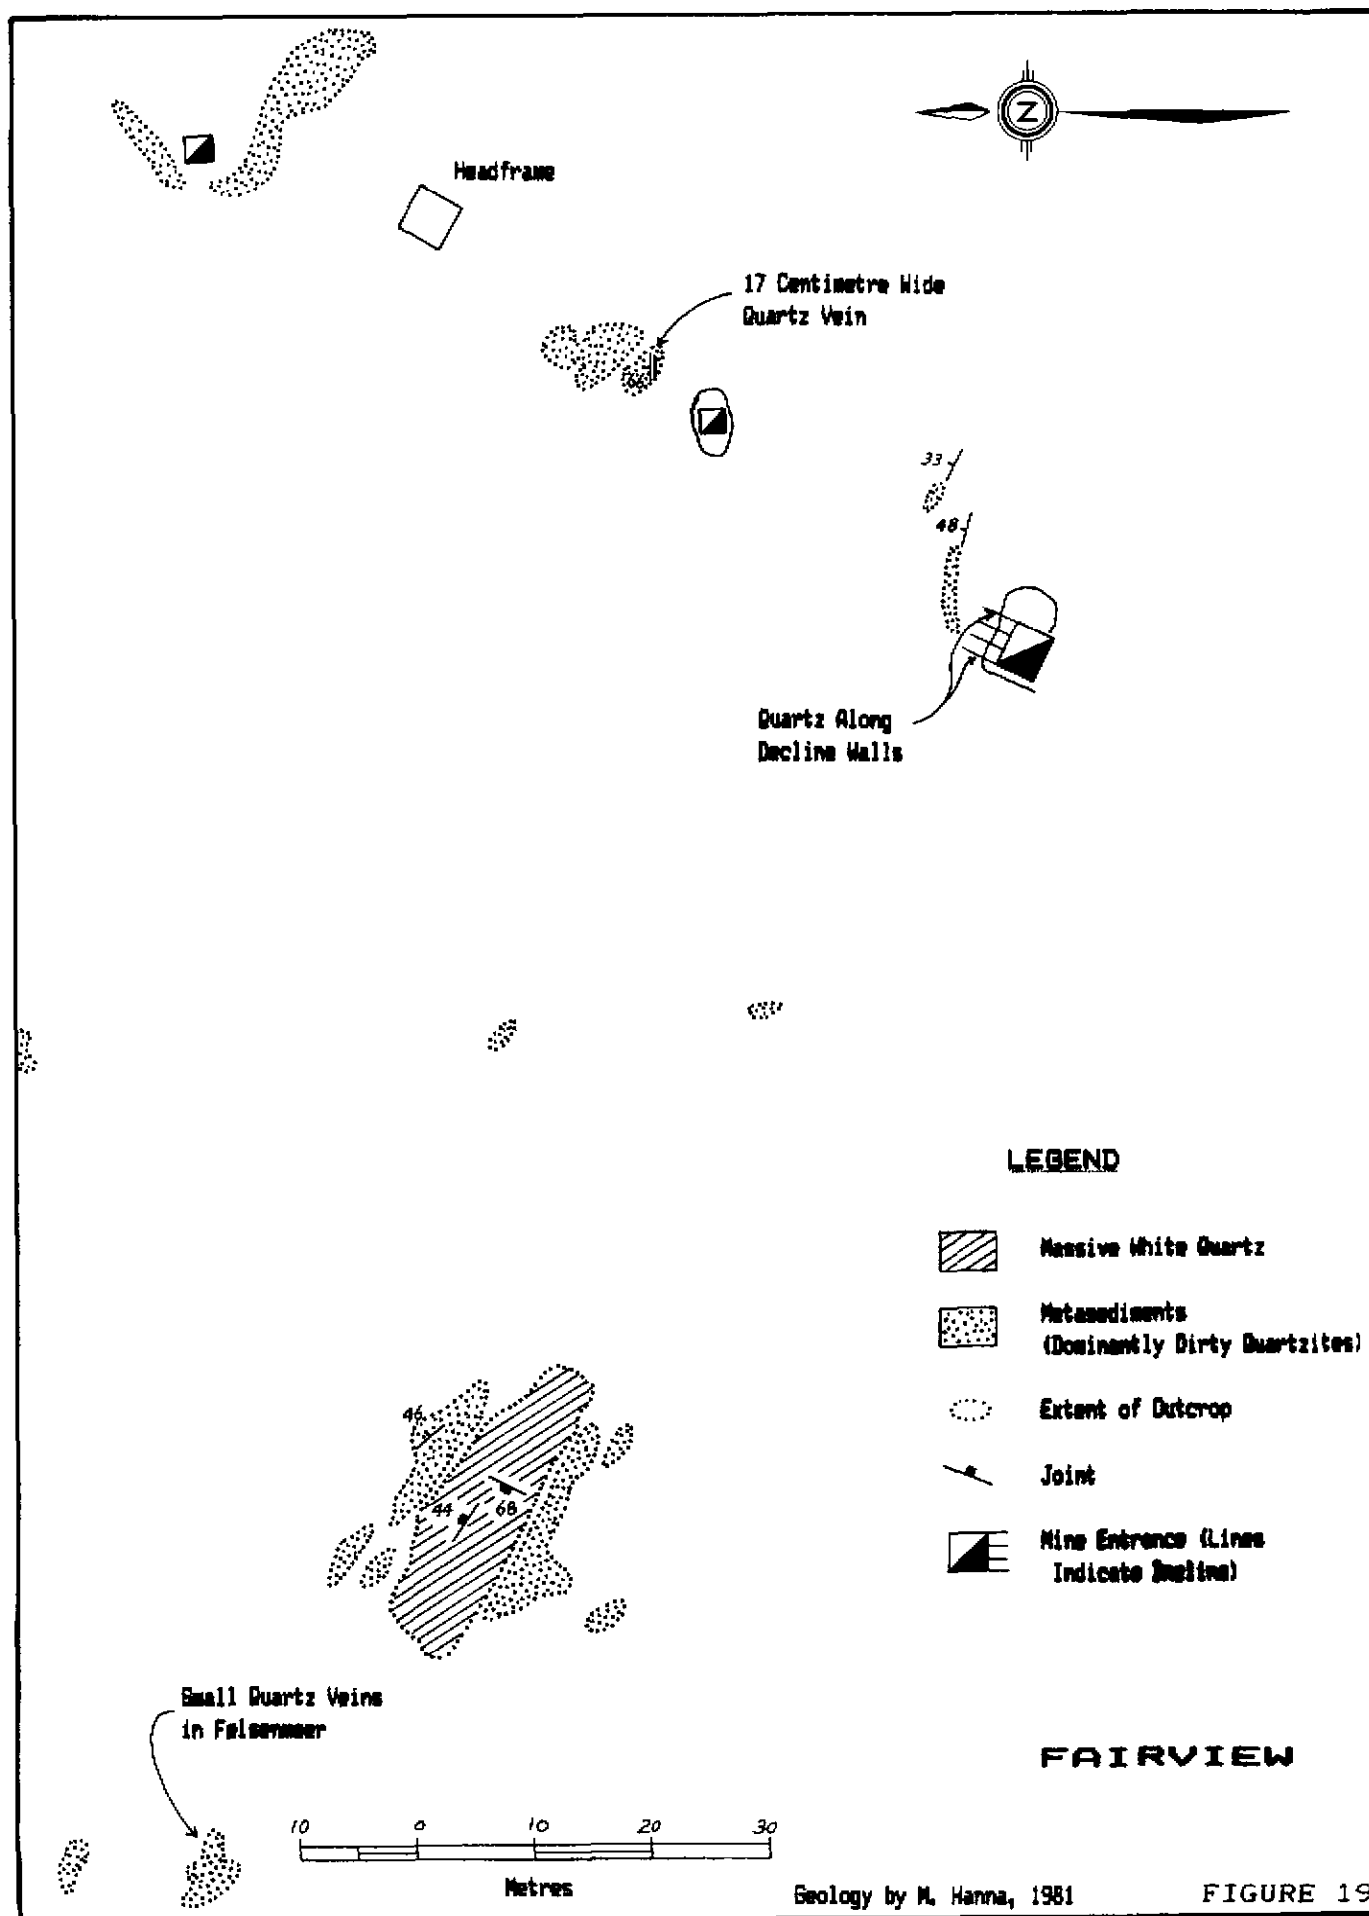 Z
Headframe
17 Centimetre Wide
Quartz Vein
66
33
48
Quartz Along
Decline Walls
LEGEND
Massive White Quartz
Metasediments
(Dominantly Dirty Quartzites)
Extent of Outcrop
Joint
Mine Entrance (Lines
Indicate
46
44
68
Small Quartz Veins
in Felsenmeer
FAIRVIEW
10 0 10 20 30
Metres
Geology by M. Hanna, 1981
FIGURE 19